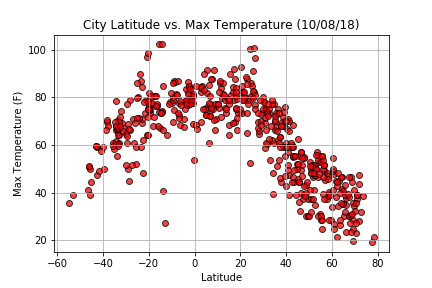 City Latitude vs. Max Temperature (10/08/18)
100
80
60
40
20
Max Temperature (F)
−60 −40 −20 0 20 40 60 80
Latitude